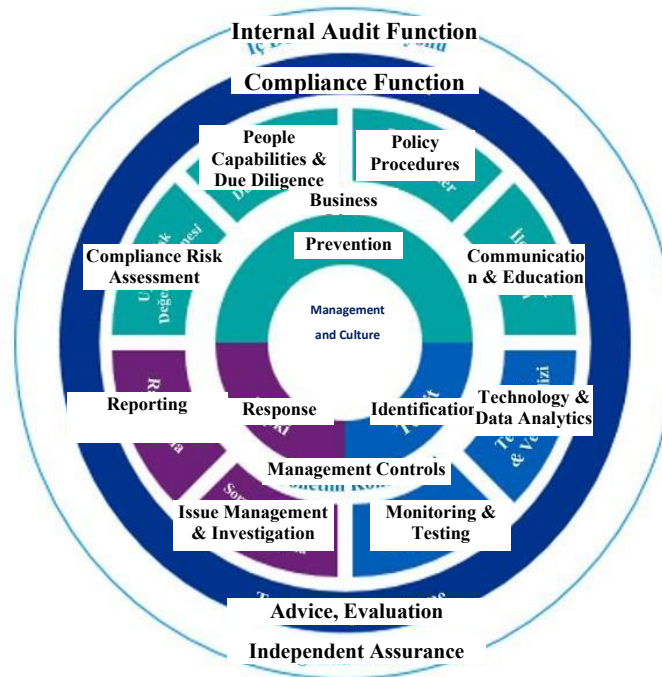 Internal Audit Function
Compliance Function
People
Capabilities &
Due Diligence
Policy
Procedures
Business
Prevention
Compliance Risk
Assessment
Communicatio
n & Education
Management
and Culture
Reporting
Response
Identification
Technology &
Data Analytics
Management Controls
Issue Management
& Investigation
Monitoring &
Testing
Advice, Evaluation
Independent Assurance